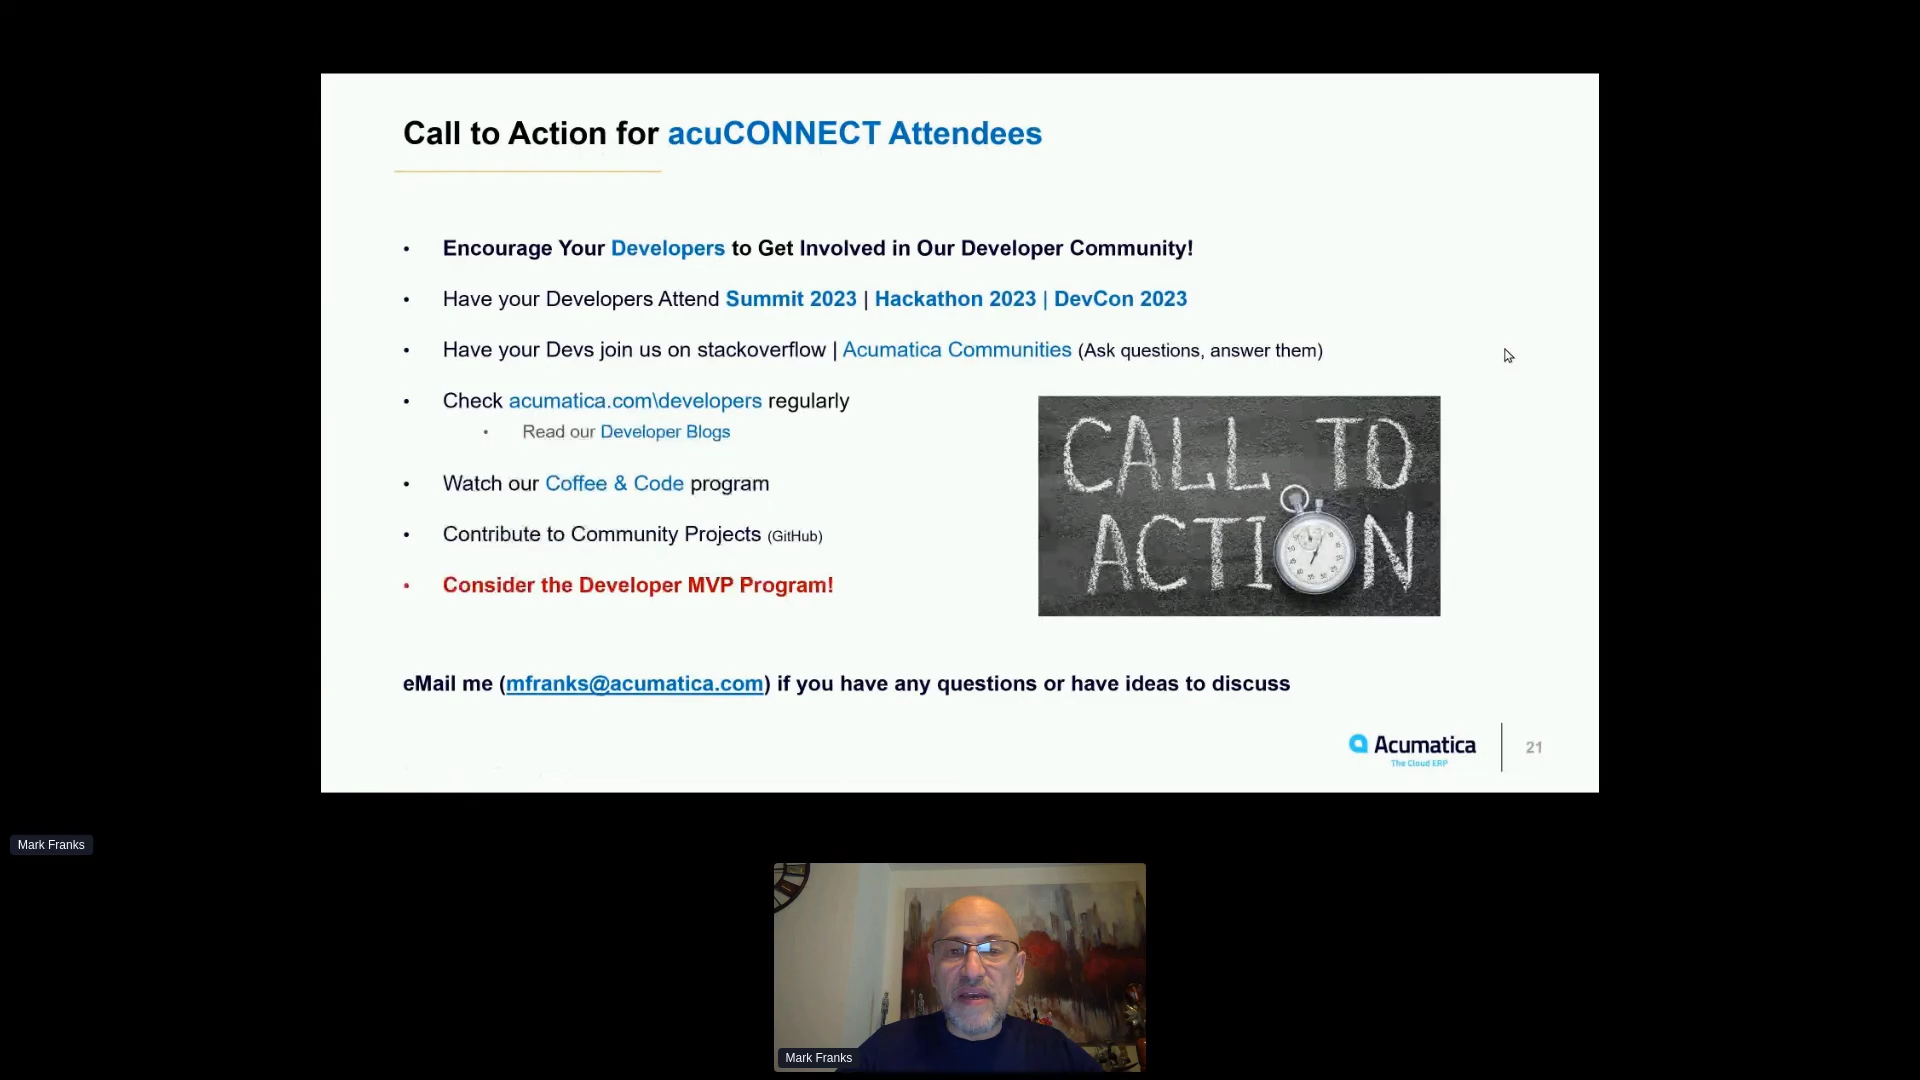 Call to Action for acuCONNECT Attendees
• Encourage Your Developers to Get Involved in Our Developer Community!
• Have your Developers Attend Summit 2023 | Hackathon 2023 | DevCon 2023
• Have your Devs join us on stackoverflow | Acumatica Communities (Ask questions, answer them)
• Check acumatica.com\developers regularly
• Read our Developer Blogs
• Watch our Coffee & Code program
• Contribute to Community Projects (GitHub)
• Consider the Developer MVP Program!
CALL TO
ACTION
eMail me (mfranks@acumatica.com) if you have any questions or have ideas to discuss
Acumatica
The Cloud ERP
21
Mark Franks
Mark Franks